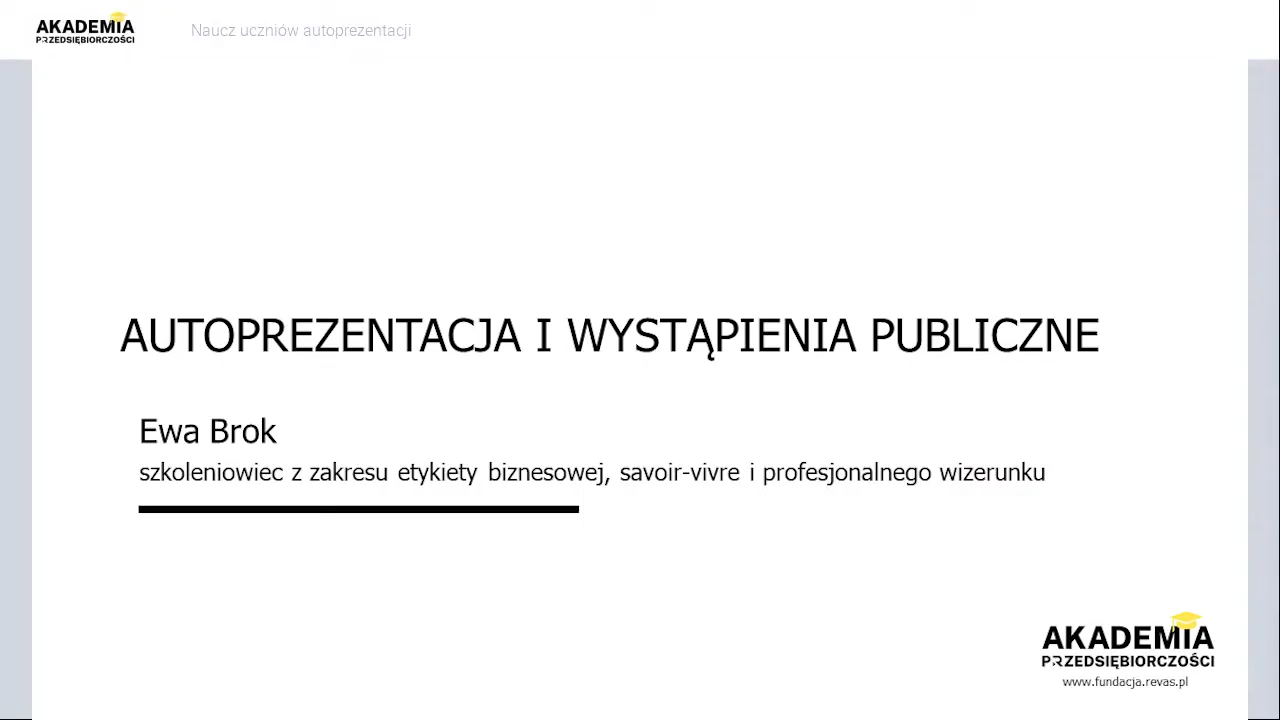 AKADEMIA
PRZEDSIĘBIORCZOŚCI
Naucz uczniów autoprezentacji
AUTOPREZENTACJA I WYSTĄPIENIA PUBLICZNE
Ewa Brok
szkoleniowiec z zakresu etykiety biznesowej, savoir-vivre i profesjonalnego wizerunku
AKADEMIA
PRZEDSIĘBIORCZOŚCI
www.fundacja.revas.pl